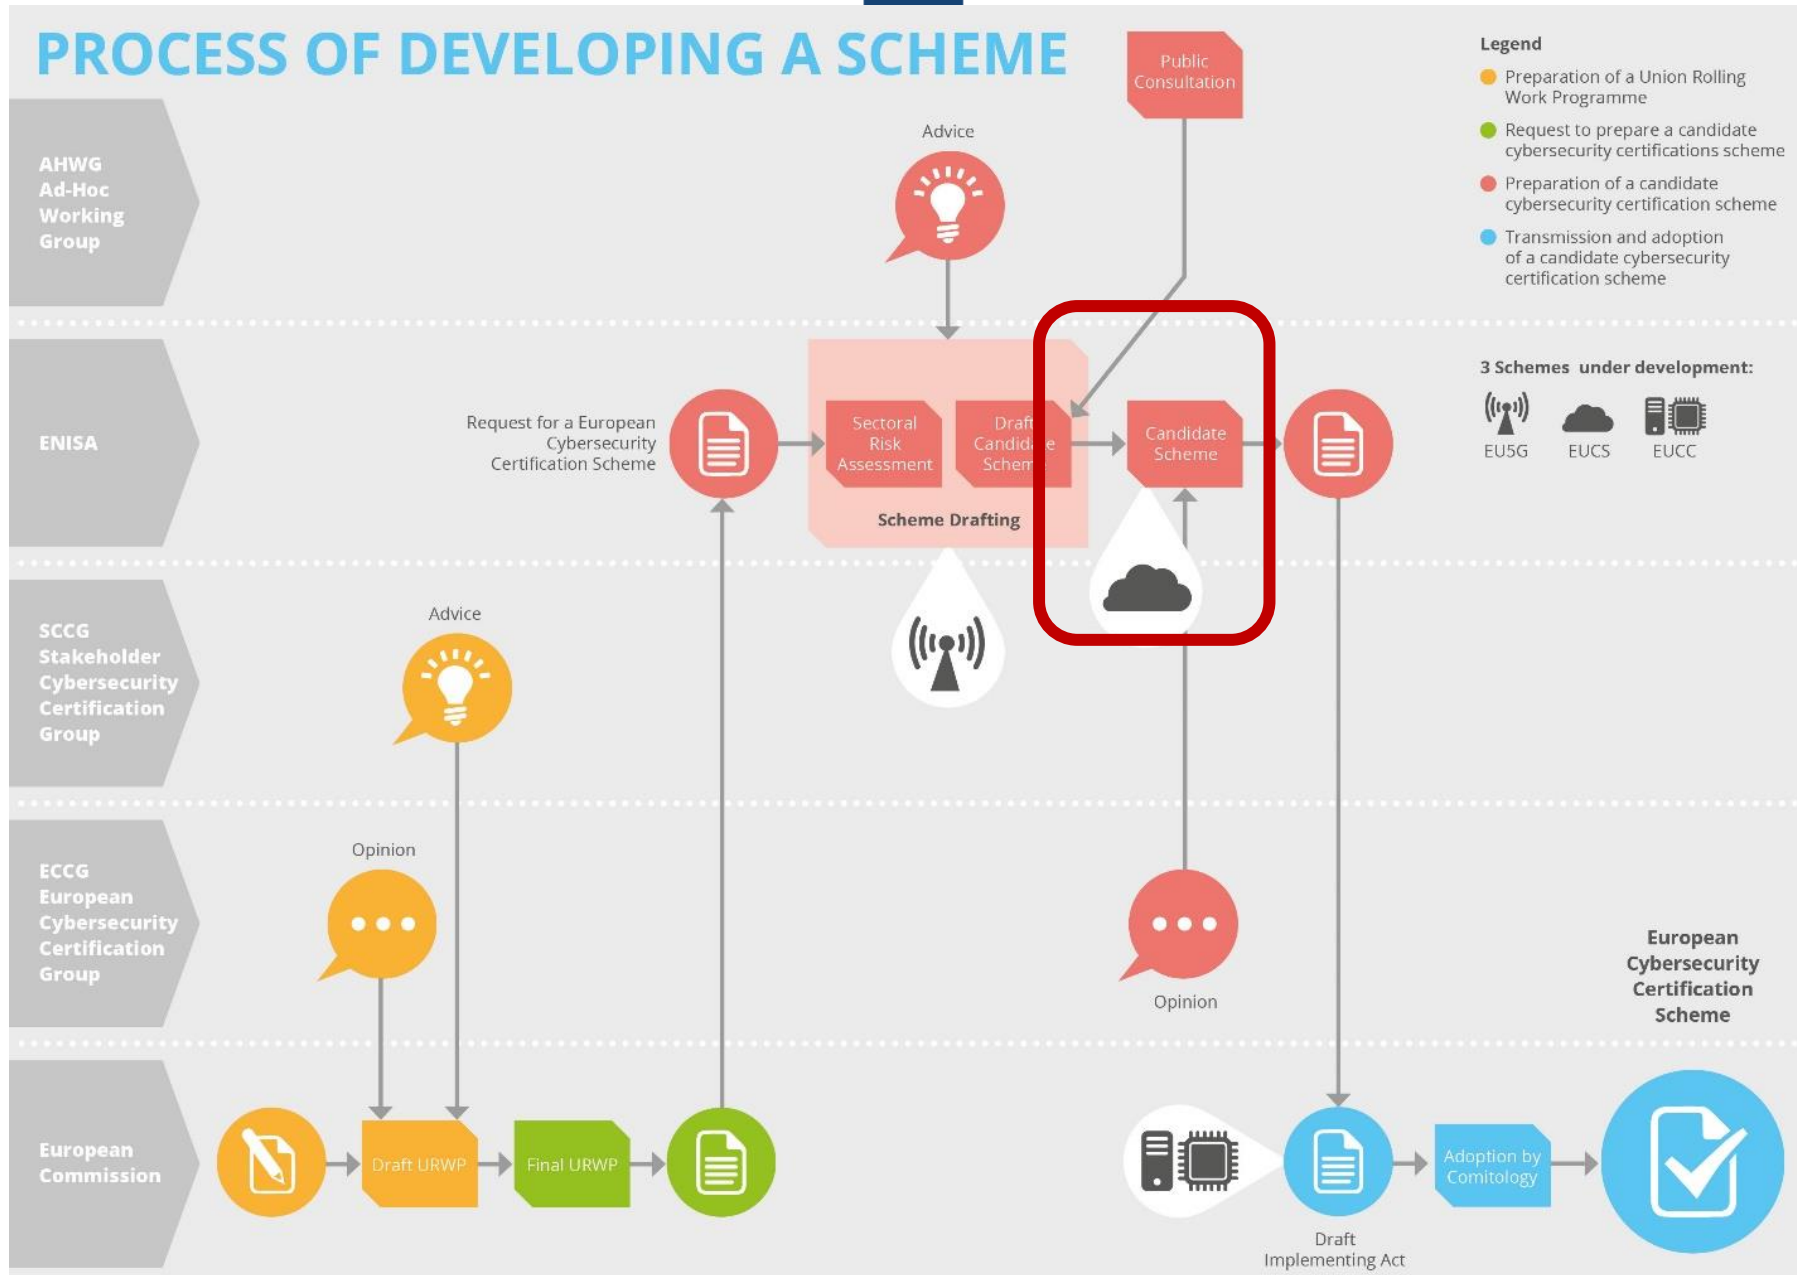 PROCESS OF DEVELOPING A SCHEME
Public
Consultation
Legend
Preparation of a Union Rolling
Work Programme
Request to prepare a candidate
cybersecurity certifications scheme
Preparation of a candidate
cybersecurity certification scheme
Transmission and adoption
of a candidate cybersecurity
certification scheme
AHWG
Ad-Hoc
Working
Group
Advice
3 Schemes under development:
EU5G
EUCS
EUCC
ENISA
Request for a European
Cybersecurity
Certification Scheme
Sectoral
Risk
Assessment
Draft
Candidate
Scheme
Scheme Drafting
Candidate
Scheme
SCCG
Stakeholder
Cybersecurity
Certification
Group
Advice
ECCG
European
Cybersecurity
Certification
Group
Opinion
Opinion
European
Cybersecurity
Certification
Scheme
European
Commission
Draft URWP
Final URWP
Draft
Implementing Act
Adoption by
Comitology